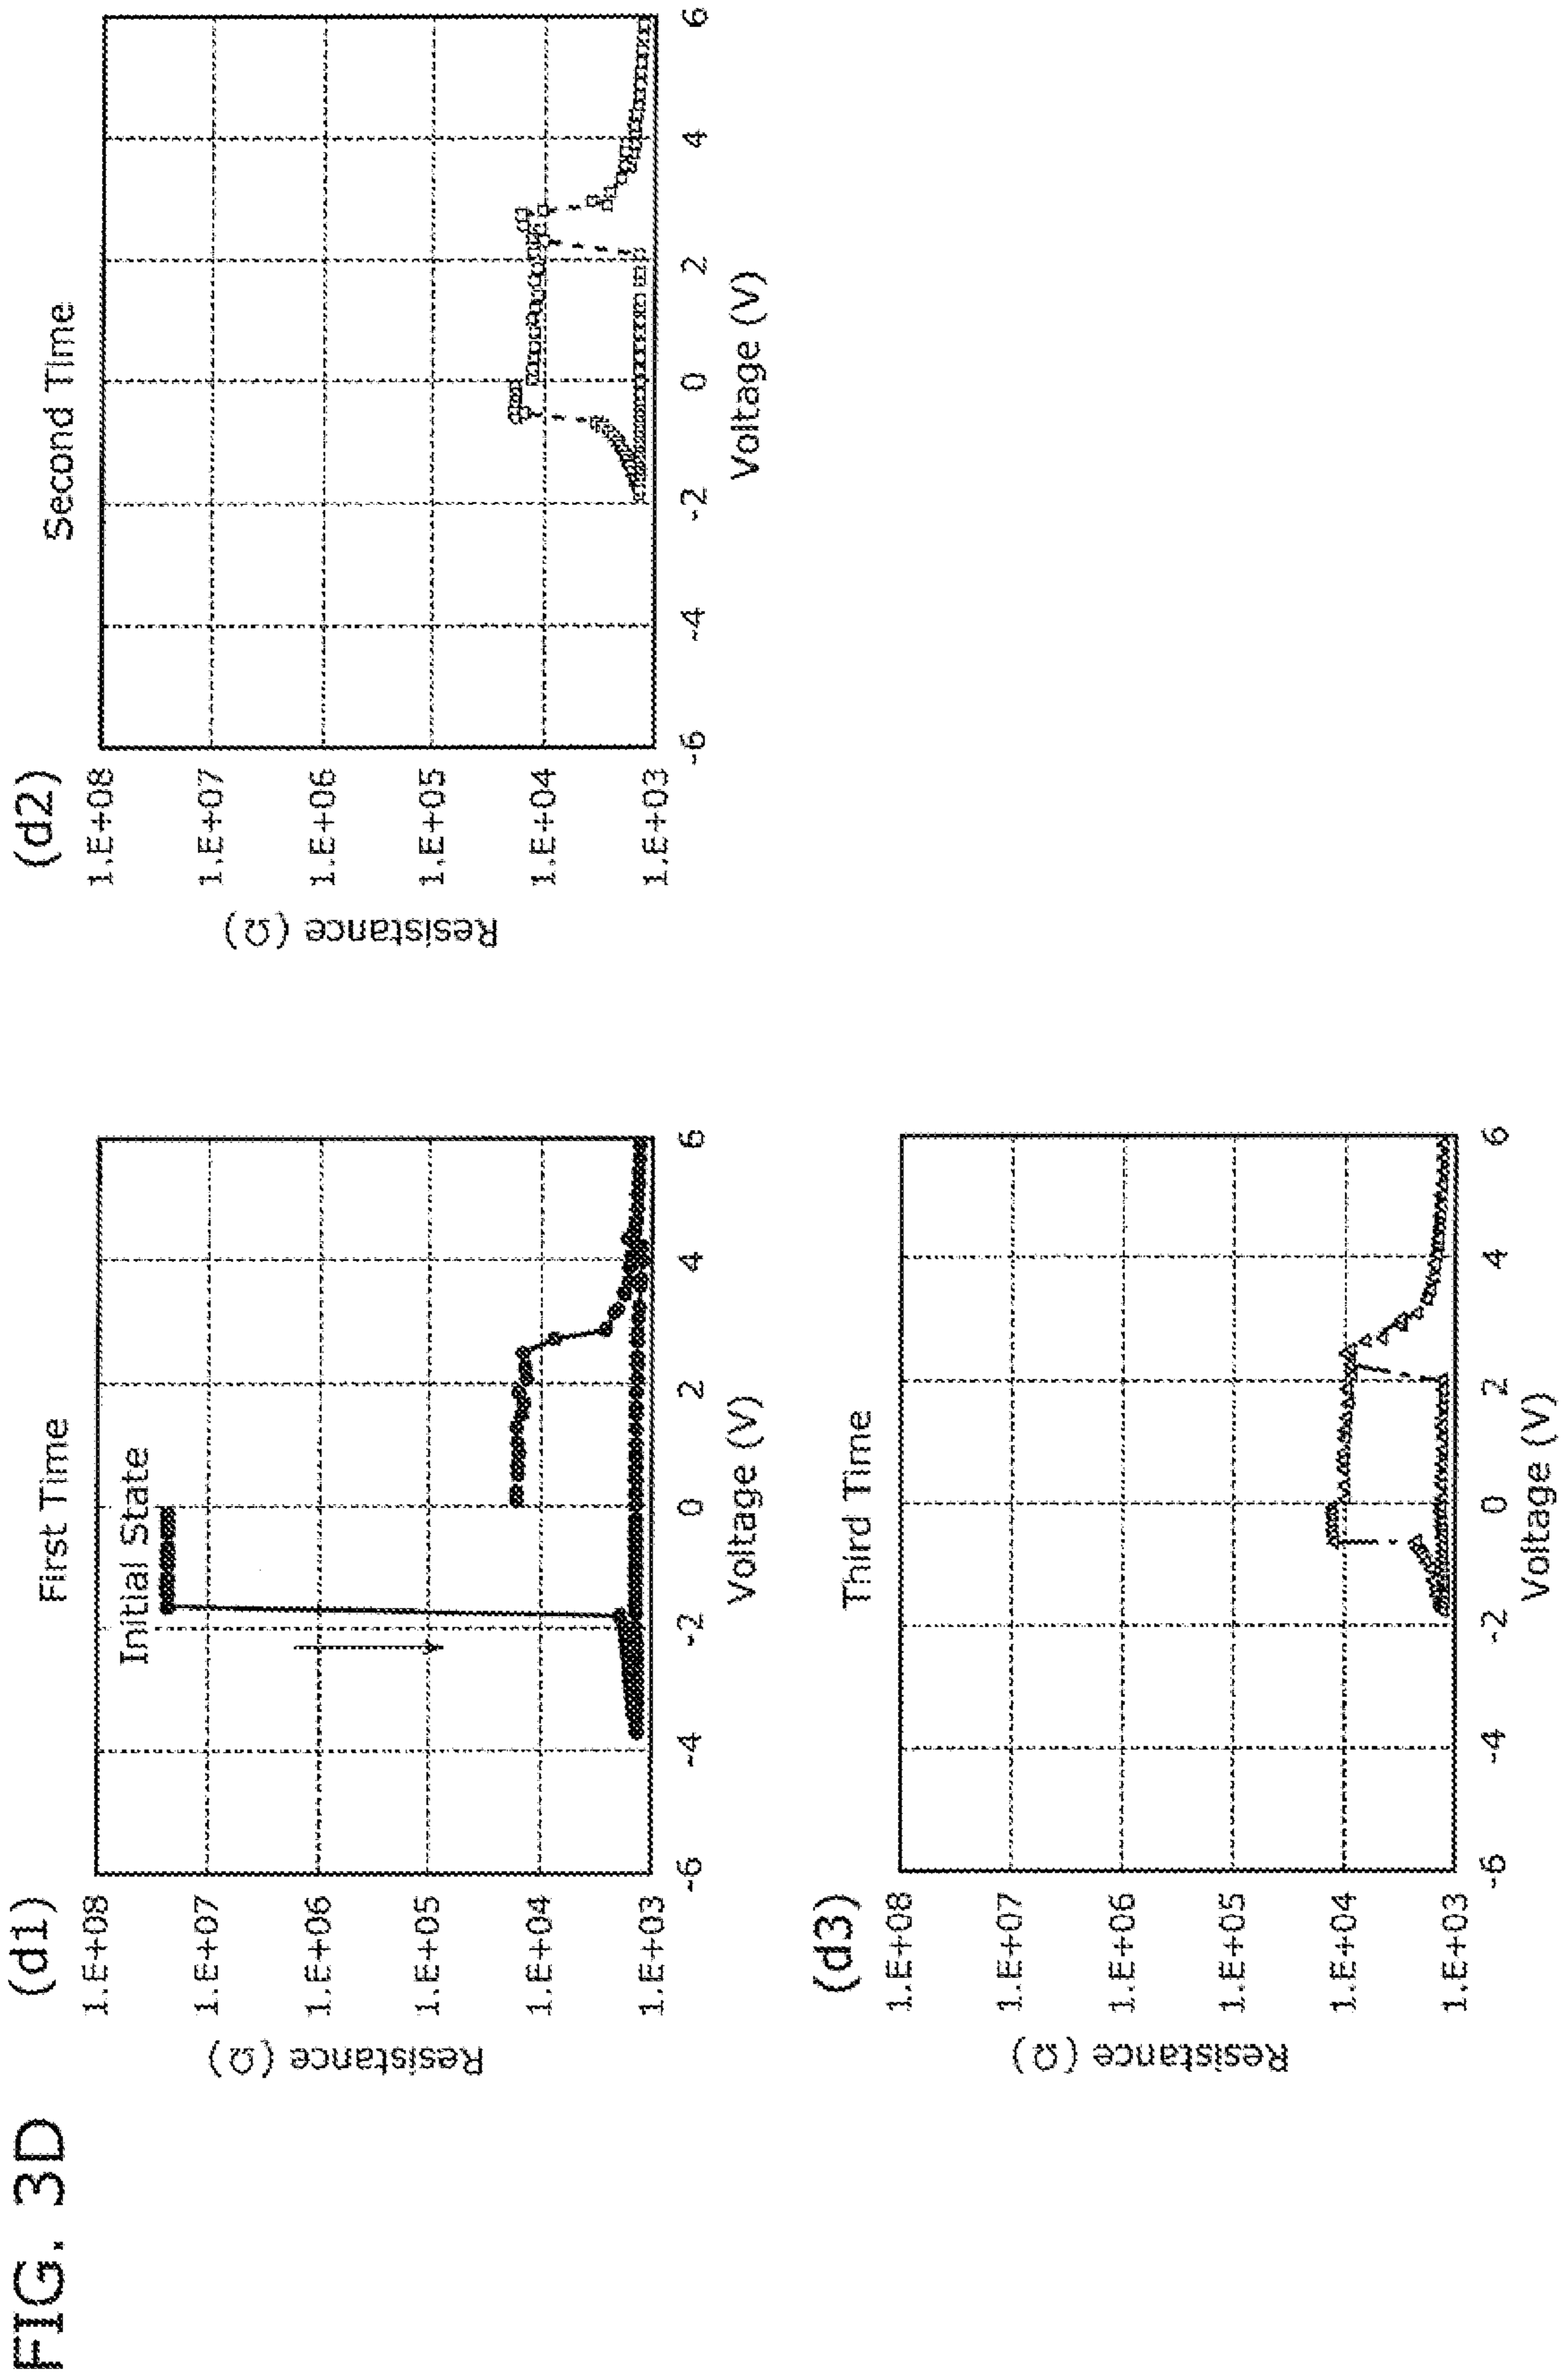 FIG. 3D
(d1)
First Time
Initial State
Resistance (Ω)
1.E+08
1.E+07
1.E+06
1.E+05
1.E+04
1.E+03
-6
-4
-2
0
2
4
6
Voltage (V)
(d2)
Second Time
Resistance (Ω)
1.E+08
1.E+07
1.E+06
1.E+05
1.E+04
1.E+03
-6
-4
-2
0
2
4
6
Voltage (V)
(d3)
Third Time
Resistance (Ω)
1.E+08
1.E+07
1.E+06
1.E+05
1.E+04
1.E+03
-6
-4
-2
0
2
4
6
Voltage (V)